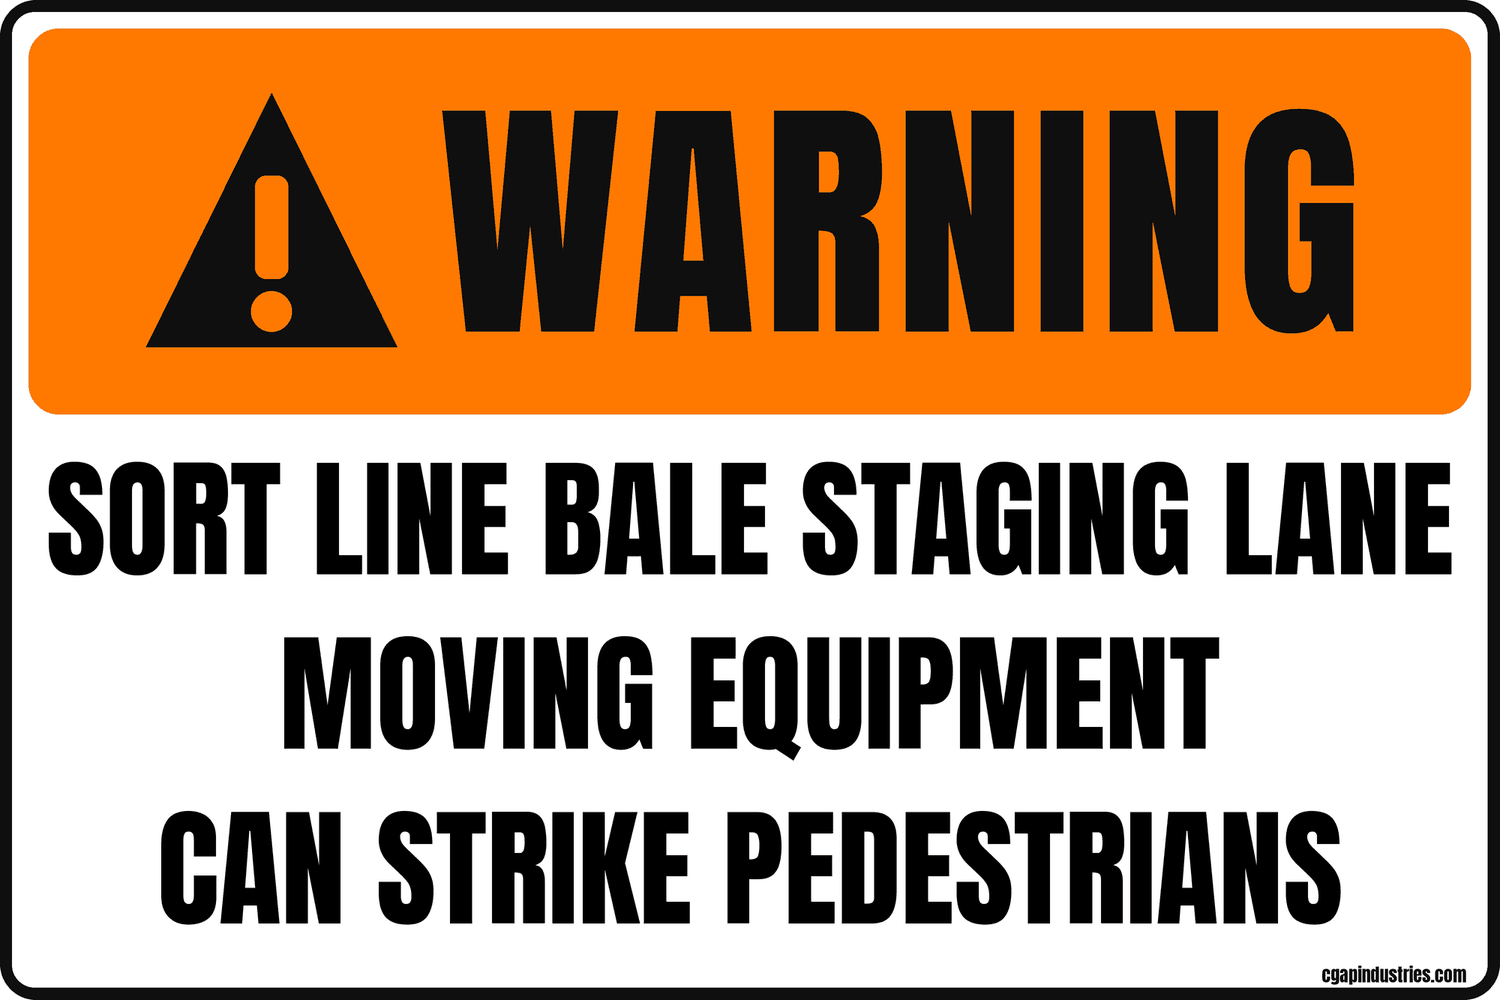 WARNING
SORT LINE BALE STAGING LANE
MOVING EQUIPMENT
CAN STRIKE PEDESTRIANS
cgapindustries.com